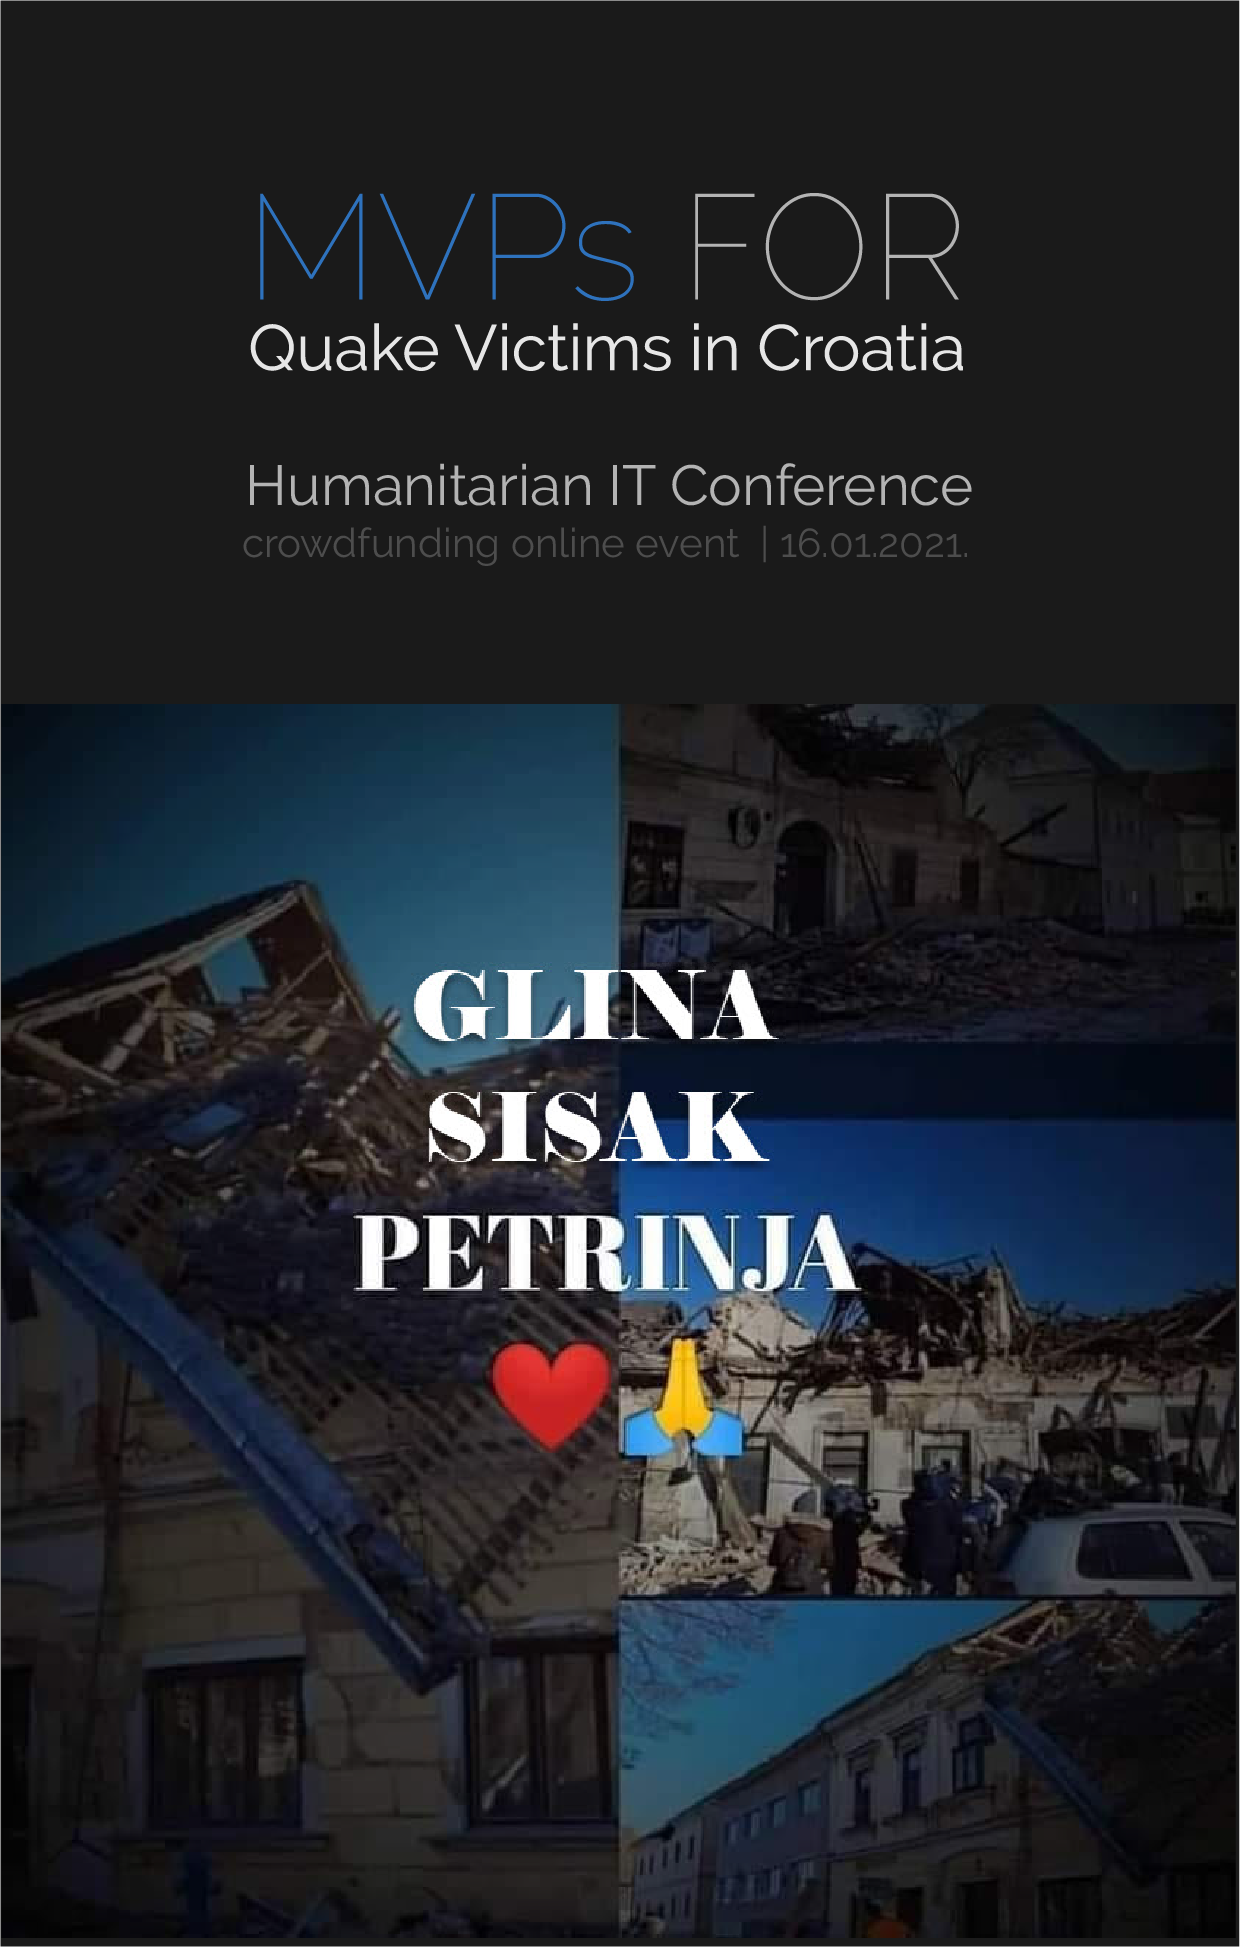 MVPs FOR
Quake Victims in Croatia
Humanitarian IT Conference
crowdfunding online event | 16.01.2021.
GLINA
SISAK
PETRINJA